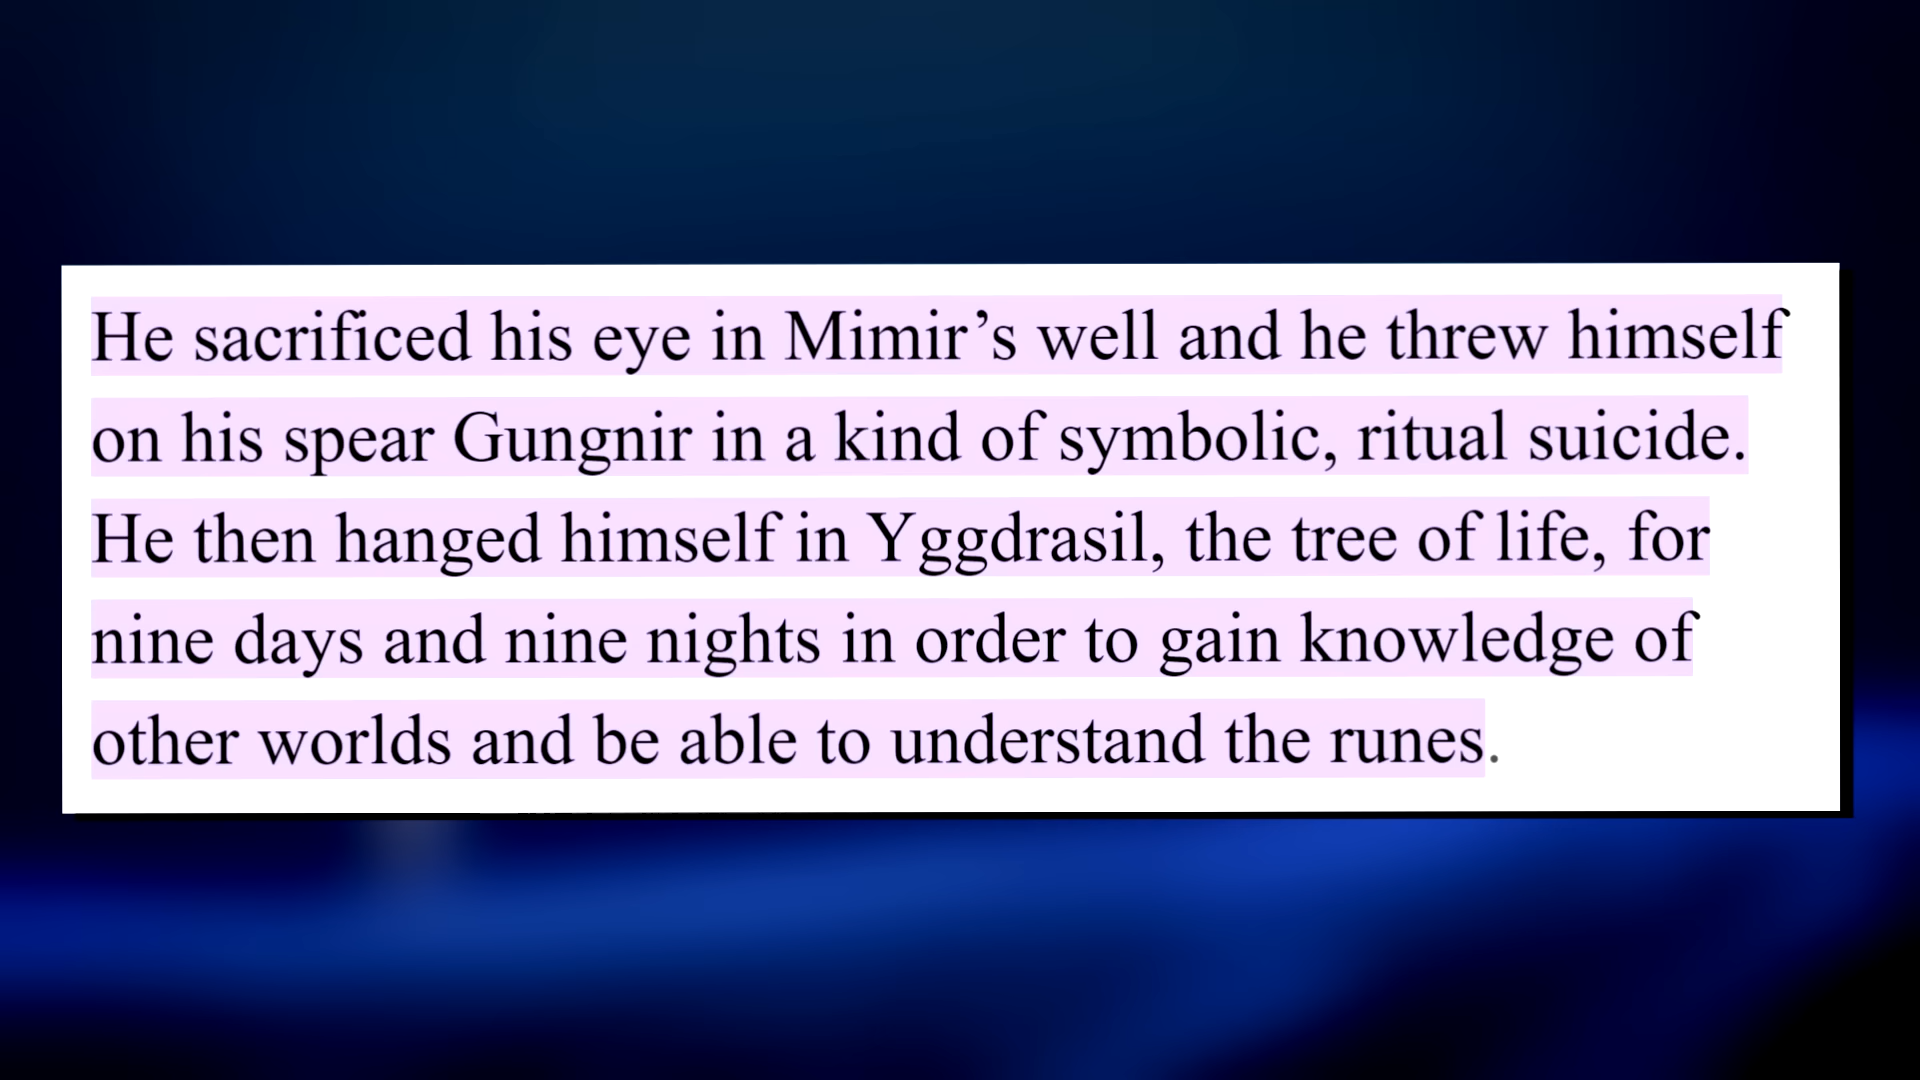 He sacrificed his eye in Mimir’s well and he threw himself
on his spear Gungnir in a kind of symbolic, ritual suicide.
He then hanged himself in Yggdrasil, the tree of life, for
nine days and nine nights in order to gain knowledge of
other worlds and be able to understand the runes.